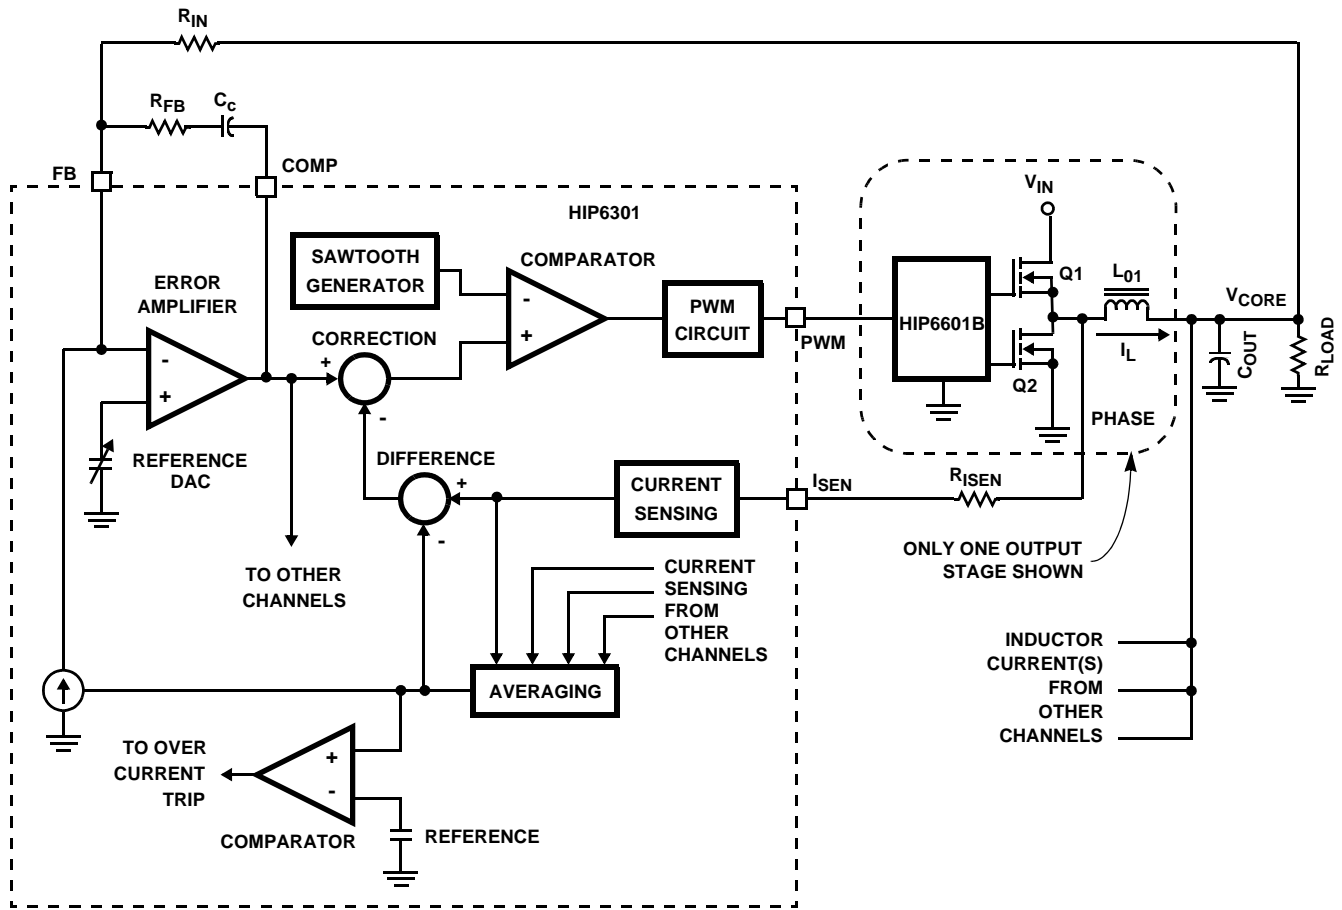 RIN
RFB
Cc
FB
COMP
HIP6301
SAWTOOTH
GENERATOR
COMPARATOR
-
+
ERROR
AMPLIFIER
-
+
REFERENCE
DAC
CORRECTION
+
-
PWM
CIRCUIT
PWM
VIN
HIP6601B
Q1
Q2
L01
IL
PHASE
VCORE
COUT
RLOAD
DIFFERENCE
+
-
CURRENT
SENSING
ISEN
RISEN
ONLY ONE OUTPUT
STAGE SHOWN
TO OTHER
CHANNELS
CURRENT
SENSING
FROM
OTHER
CHANNELS
AVERAGING
INDUCTOR
CURRENT(S)
FROM
OTHER
CHANNELS
TO OVER
CURRENT
TRIP
+
-
COMPARATOR
REFERENCE